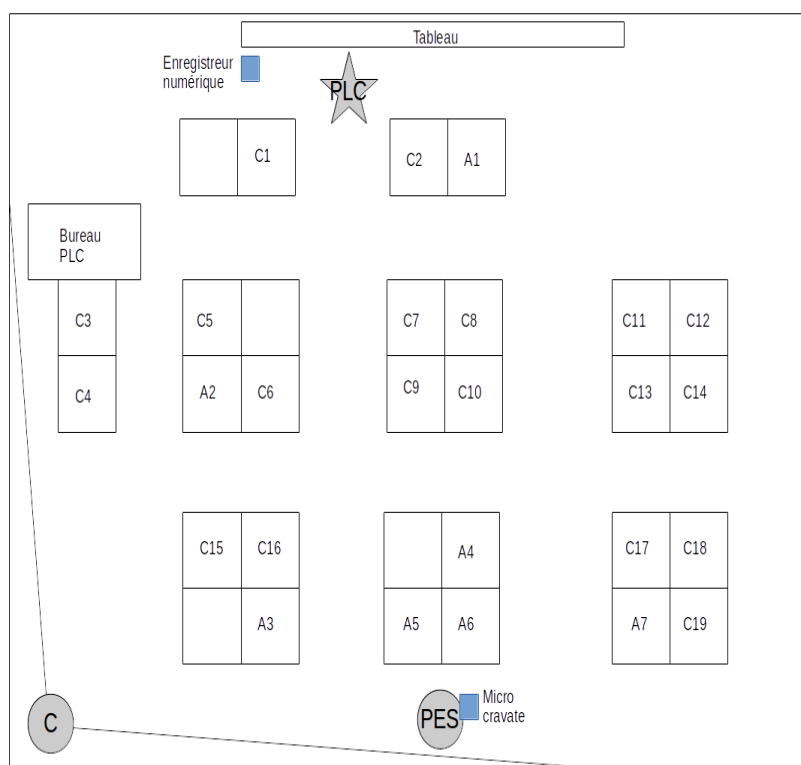 Tableau
Enregistreur
numérique
PLC
C1
C2
A1
Bureau
PLC
C3
C5
C7
C8
C11
C12
C4
A2
C6
C9
C10
C13
C14
C15
C16
A4
C17
C18
A3
A5
A6
A7
C19
C
PES
Micro
cravate